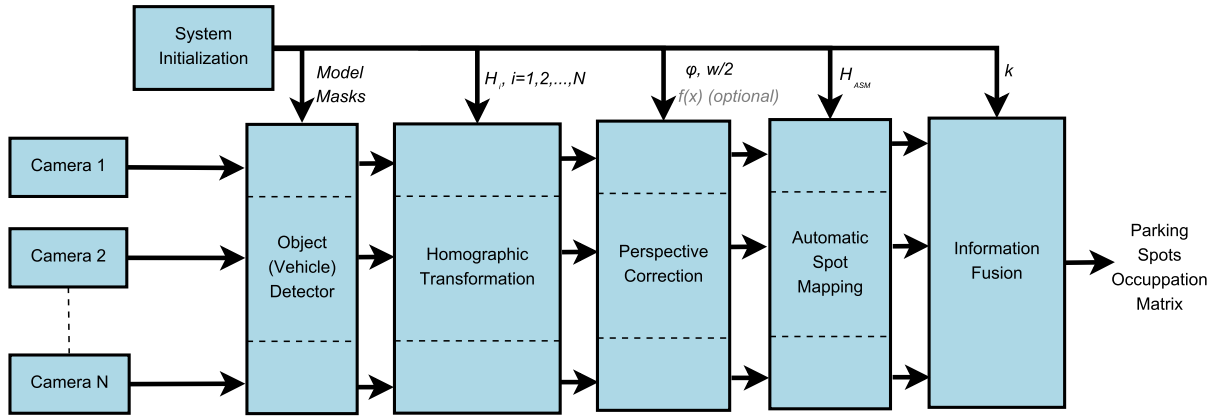 System
Initialization
Model
Masks
H_i, i=1,2,...,N
φ, w/2
f(x) (optional)
H_ASM
k
Camera 1
Camera 2
Camera N
Object
(Vehicle)
Detector
Homographic
Transformation
Perspective
Correction
Automatic
Spot
Mapping
Information
Fusion
Parking
Spots
Occuppation
Matrix